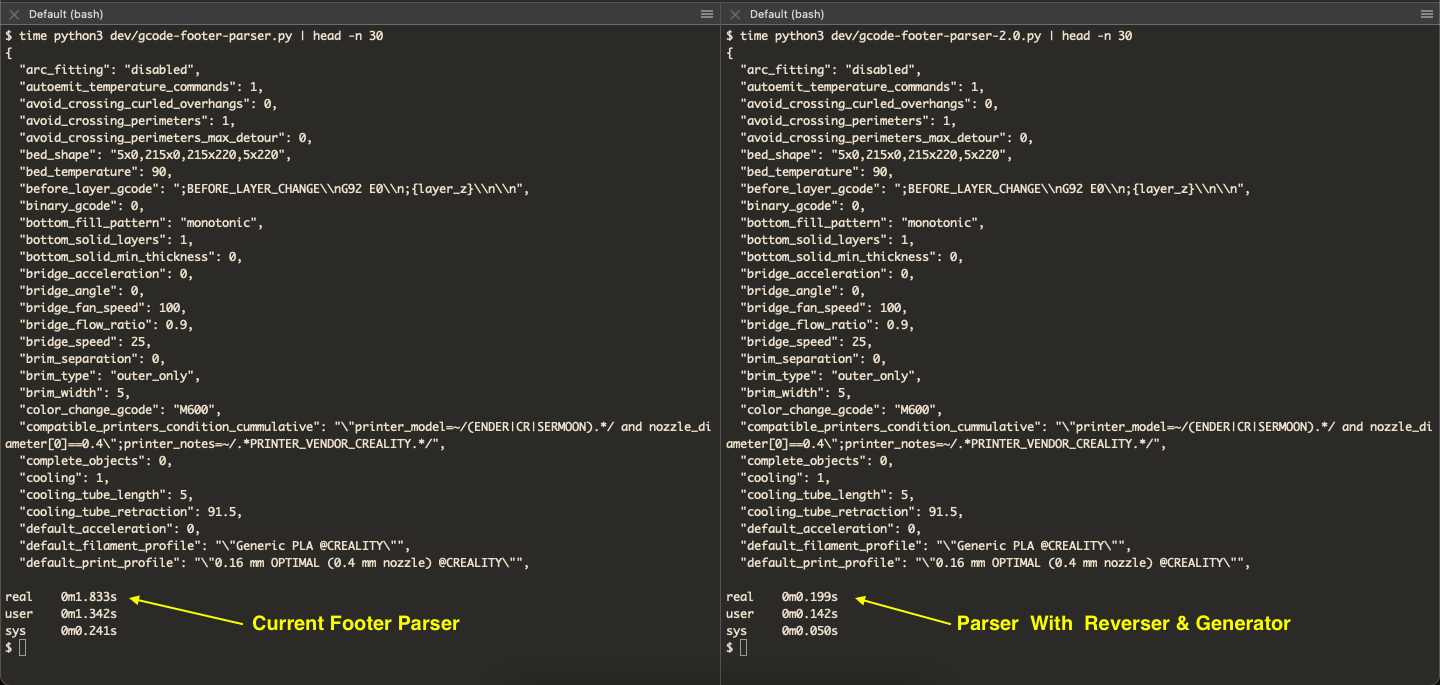 Default (bash)
$ time python3 dev/gcode-footer-parser.py | head -n 30
{
  "arc_fitting": "disabled",
  "autoemit_temperature_commands": 1,
  "avoid_crossing_curled_overhangs": 0,
  "avoid_crossing_perimeters": 1,
  "avoid_crossing_perimeters_max_detour": 0,
  "bed_shape": "5x0,215x0,215x220,5x220",
  "bed_temperature": 90,
  "before_layer_gcode": ";BEFORE_LAYER_CHANGE\\nG92 E0\\n;{layer_z}\\n\\n",
  "binary_gcode": 0,
  "bottom_fill_pattern": "monotonic",
  "bottom_solid_layers": 1,
  "bottom_solid_min_thickness": 0,
  "bridge_acceleration": 0,
  "bridge_angle": 0,
  "bridge_fan_speed": 100,
  "bridge_flow_ratio": 0.9,
  "bridge_speed": 25,
  "brim_separation": 0,
  "brim_type": "outer_only",
  "brim_width": 5,
  "color_change_gcode": "M600",
  "compatible_printers_condition_cummulative": "\"printer_model=~/(ENDER|CR|SERMOON).*/ and nozzle_di
ameter[0]==0.4\";printer_notes=~/.*PRINTER_VENDOR_CREALITY.*/",
  "complete_objects": 0,
  "cooling": 1,
  "cooling_tube_length": 5,
  "cooling_tube_retraction": 91.5,
  "default_acceleration": 0,
  "default_filament_profile": "\"Generic PLA @CREALITY\"",
  "default_print_profile": "\"0.16 mm OPTIMAL (0.4 mm nozzle) @CREALITY\"",
real 0m1.833s
user 0m1.342s
sys 0m0.241s
$
Current Footer Parser
Default (bash)
$ time python3 dev/gcode-footer-parser-2.0.py | head -n 30
{
  "arc_fitting": "disabled",
  "autoemit_temperature_commands": 1,
  "avoid_crossing_curled_overhangs": 0,
  "avoid_crossing_perimeters": 1,
  "avoid_crossing_perimeters_max_detour": 0,
  "bed_shape": "5x0,215x0,215x220,5x220",
  "bed_temperature": 90,
  "before_layer_gcode": ";BEFORE_LAYER_CHANGE\\nG92 E0\\n;{layer_z}\\n\\n",
  "binary_gcode": 0,
  "bottom_fill_pattern": "monotonic",
  "bottom_solid_layers": 1,
  "bottom_solid_min_thickness": 0,
  "bridge_acceleration": 0,
  "bridge_angle": 0,
  "bridge_fan_speed": 100,
  "bridge_flow_ratio": 0.9,
  "bridge_speed": 25,
  "brim_separation": 0,
  "brim_type": "outer_only",
  "brim_width": 5,
  "color_change_gcode": "M600",
  "compatible_printers_condition_cummulative": "\"printer_model=~/(ENDER|CR|SERMOON).*/ and nozzle_di
ameter[0]==0.4\";printer_notes=~/.*PRINTER_VENDOR_CREALITY.*/",
  "complete_objects": 0,
  "cooling": 1,
  "cooling_tube_length": 5,
  "cooling_tube_retraction": 91.5,
  "default_acceleration": 0,
  "default_filament_profile": "\"Generic PLA @CREALITY\"",
  "default_print_profile": "\"0.16 mm OPTIMAL (0.4 mm nozzle) @CREALITY\"",
real 0m0.199s
user 0m0.142s
sys 0m0.050s
$
Parser With Reverser & Generator